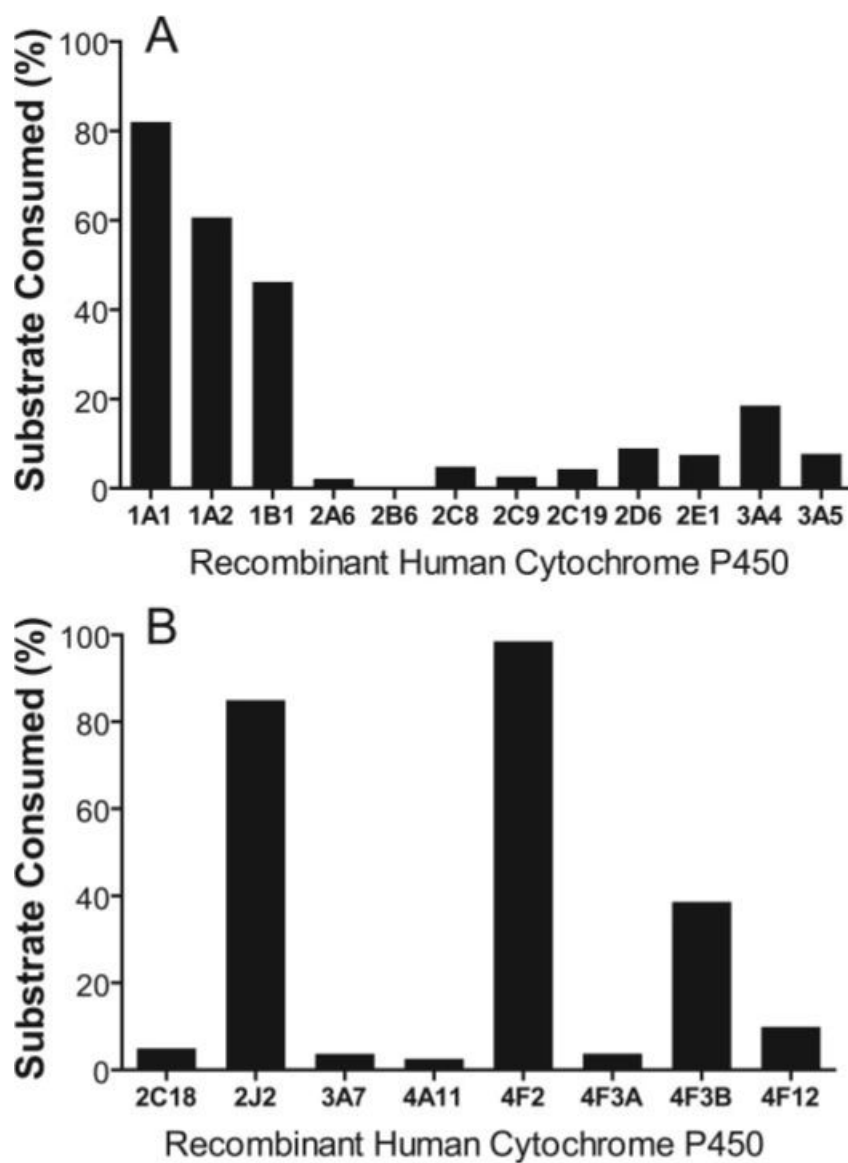 A
Substrate Consumed (%)
100
80
60
40
20
0
1A1 1A2 1B1 2A6 2B6 2C8 2C9 2C19 2D6 2E1 3A4 3A5
Recombinant Human Cytochrome P450
B
Substrate Consumed (%)
100
80
60
40
20
0
2C18 2J2 3A7 4A11 4F2 4F3A 4F3B 4F12
Recombinant Human Cytochrome P450